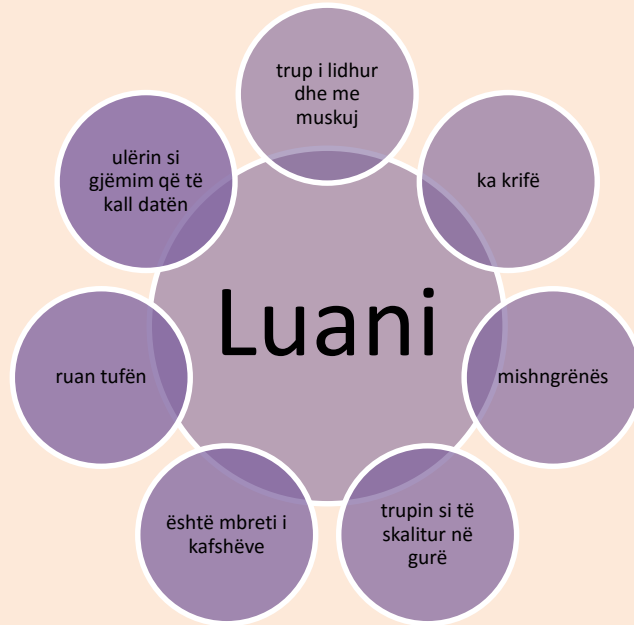 trup i lidhur
dhe me
muskuj
ka krifë
mishngrënës
trupin si të
skalitur në
gurë
është mbreti i
kafshëve
ruan tufën
ulërin si
gjëmim që të
kall datën
Luani